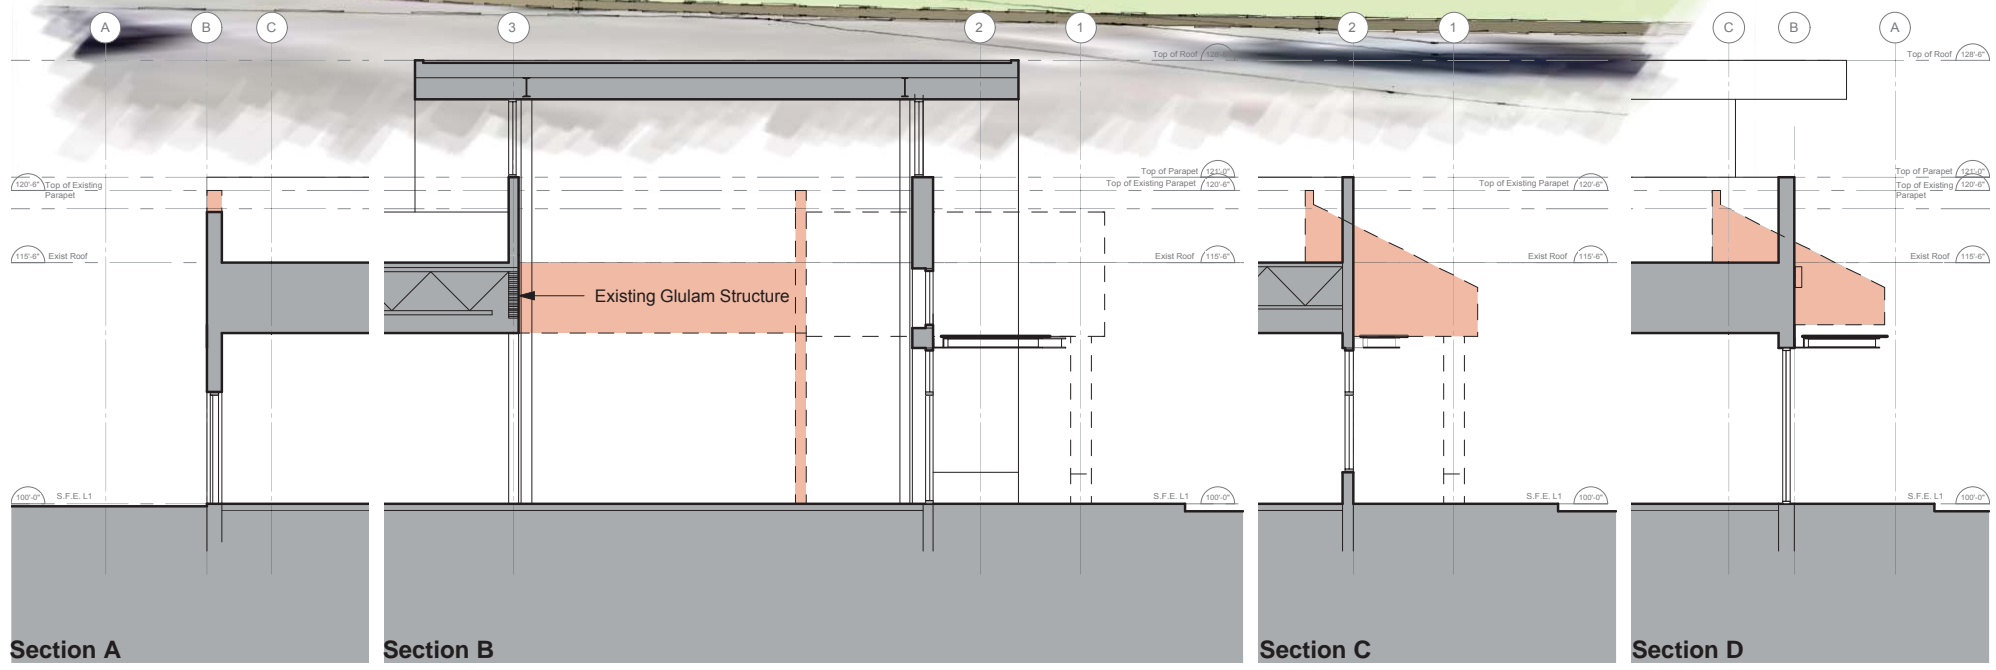 A B C 3 2 1 2 1 C B A
Top of Roof 128'-6"
Top of Roof 128'-6"
Top of Parapet 121'-0"
Top of Existing Parapet 120'-6"
Top of Existing Parapet 120'-6"
Top of Parapet 121'-0"
Top of Existing 120'-6"
Parapet
120'-6" Top of Existing
Parapet
115'-6" Exist Roof
Exist Roof 115'-6"
Exist Roof 115'-6"
Exist Roof 115'-6"
Existing Glulam Structure
100'-0" S.F.E. L1
S.F.E. L1 100'-0"
S.F.E. L1 100'-0"
S.F.E. L1 100'-0"
Section A
Section B
Section C
Section D